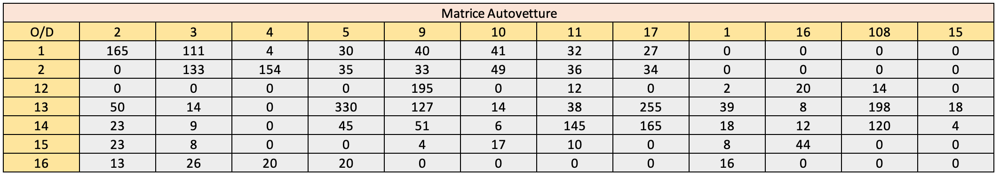 Matrice Autovetture
O/D 2 3 4 5 9 10 11 17 1 16 108 15
1 165 111 4 30 40 41 32 27 0 0 0 0
2 0 133 154 35 33 49 36 34 0 0 0 0
12 0 0 0 0 195 0 12 0 2 20 14 0
13 50 14 0 330 127 14 38 255 39 8 198 18
14 23 9 0 45 51 6 145 165 18 12 120 4
15 23 8 0 0 4 17 10 0 8 44 0 0
16 13 26 20 20 0 0 0 0 16 0 0 0